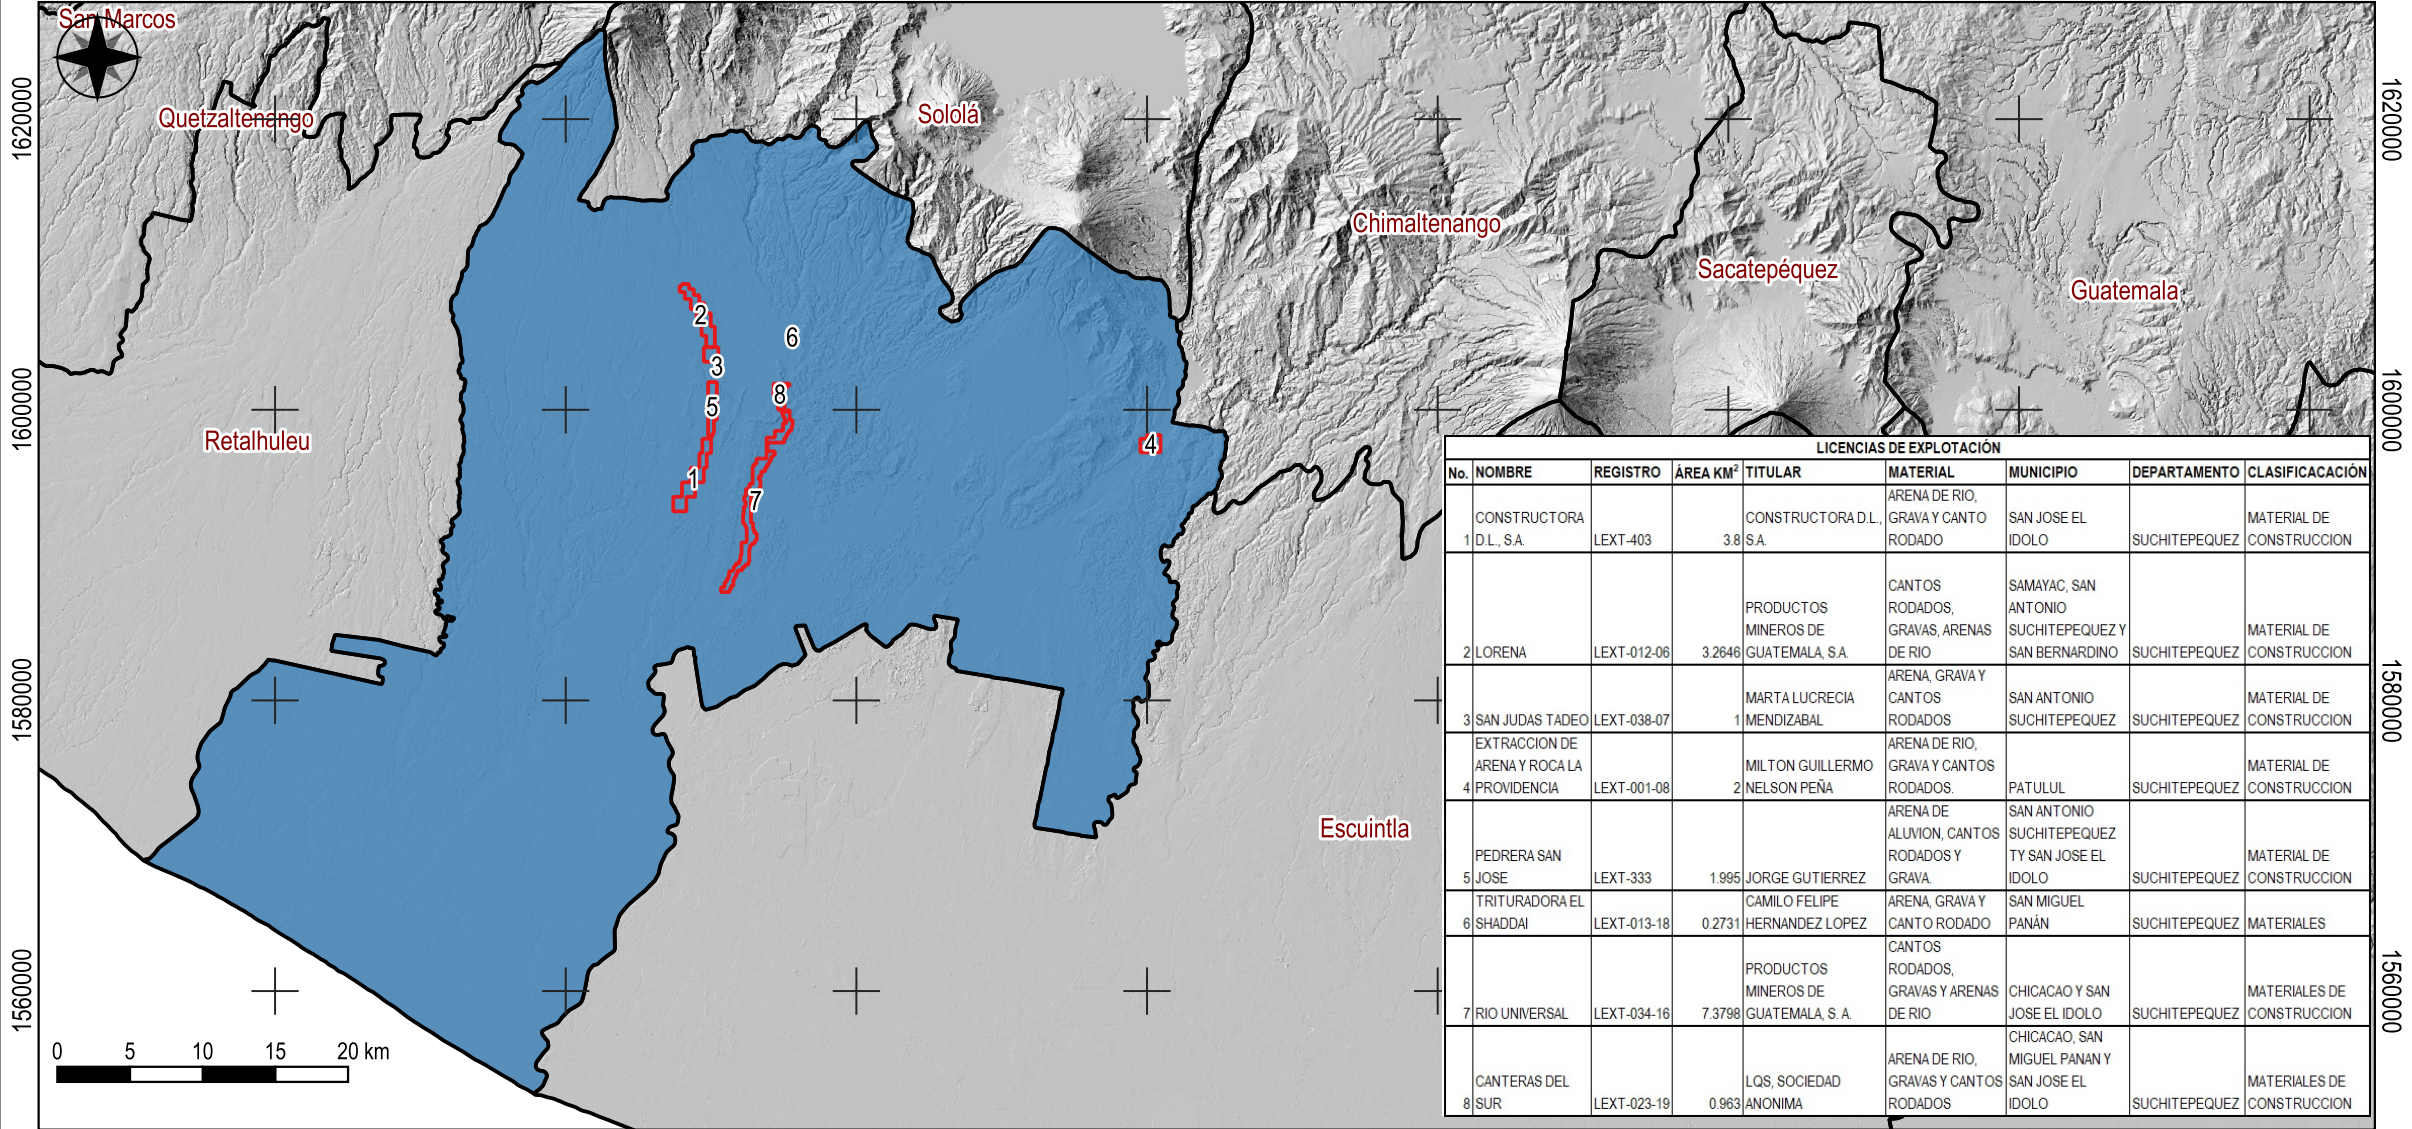 San Marcos
Quetzaltenango
Sololá
Chimaltenango
Sacatepéquez
Guatemala
Retalhuleu
Escuintla
1620000
1600000
1580000
1560000
1620000
1600000
1580000
1560000
2
6
3
8
5
4
1
7
0 5 10 15 20 km
LICENCIAS DE EXPLOTACIÓN
No. NOMBRE REGISTRO ÁREA KM² TITULAR MATERIAL MUNICIPIO DEPARTAMENTO CLASIFICACACIÓN
ARENA DE RIO,
CONSTRUCTORA CONSTRUCTORA D.L., GRAVA Y CANTO SAN JOSE EL MATERIAL DE
1 D.L., S.A. LEXT-403 3.8 S.A. RODADO IDOLO SUCHITEPEQUEZ CONSTRUCCION
CANTOS SAMAYAC, SAN
PRODUCTOS RODADOS, ANTONIO
MINEROS DE GRAVAS, ARENAS SUCHITEPEQUEZ Y MATERIAL DE
2 LORENA LEXT-012-06 3.2646 GUATEMALA, S.A. DE RIO SAN BERNARDINO SUCHITEPEQUEZ CONSTRUCCION
ARENA, GRAVA Y
MARTA LUCRECIA CANTOS SAN ANTONIO MATERIAL DE
3 SAN JUDAS TADEO LEXT-038-07 1 MENDIZABAL RODADOS SUCHITEPEQUEZ SUCHITEPEQUEZ CONSTRUCCION
EXTRACCION DE ARENA DE RIO,
ARENA Y ROCA LA MILTON GUILLERMO GRAVA Y CANTOS MATERIAL DE
4 PROVIDENCIA LEXT-001-08 2 NELSON PEÑA RODADOS. PATULUL SUCHITEPEQUEZ CONSTRUCCION
ARENA DE SAN ANTONIO
ALUVION, CANTOS SUCHITEPEQUEZ
PEDRERA SAN RODADOS Y TY SAN JOSE EL MATERIAL DE
5 JOSE LEXT-333 1.995 JORGE GUTIERREZ GRAVA. IDOLO SUCHITEPEQUEZ CONSTRUCCION
TRITURADORA EL CAMILO FELIPE ARENA, GRAVA Y SAN MIGUEL
6 SHADDAI LEXT-013-18 0.2731 HERNANDEZ LOPEZ CANTO RODADO PANÁN SUCHITEPEQUEZ MATERIALES
CANTOS
PRODUCTOS RODADOS,
MINEROS DE GRAVAS Y ARENAS CHICACAO Y SAN MATERIALES DE
7 RIO UNIVERSAL LEXT-034-16 7.3798 GUATEMALA, S. A. DE RIO JOSE EL IDOLO SUCHITEPEQUEZ CONSTRUCCION
CHICACAO, SAN
ARENA DE RIO, MIGUEL PANAN Y
CANTERAS DEL LQS, SOCIEDAD GRAVAS Y CANTOS SAN JOSE EL MATERIALES DE
8 SUR LEXT-023-19 0.963 ANONIMA RODADOS IDOLO SUCHITEPEQUEZ CONSTRUCCION